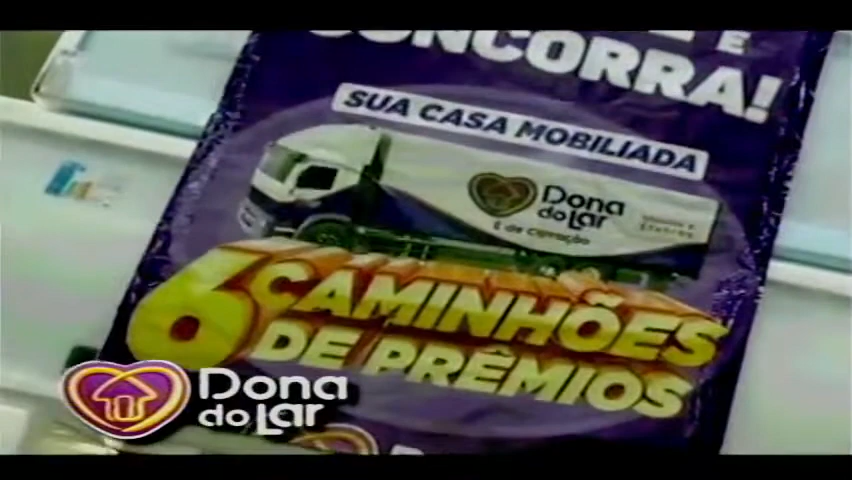 E
CONCORRA!
SUA CASA MOBILIADA
Dona
do Lar
É de coração
6 CAMINHÕES
DE PRÊMIOS
Dona
do Lar